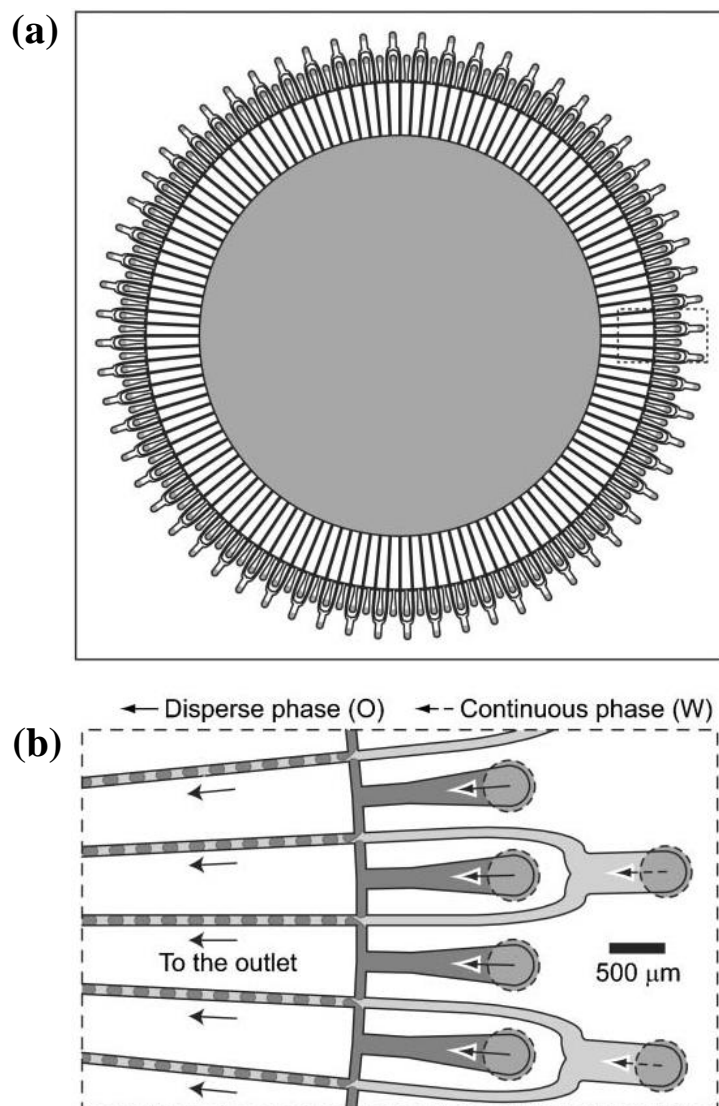 (a)
(b)
Disperse phase (O) Continuous phase (W)
To the outlet
500 μm